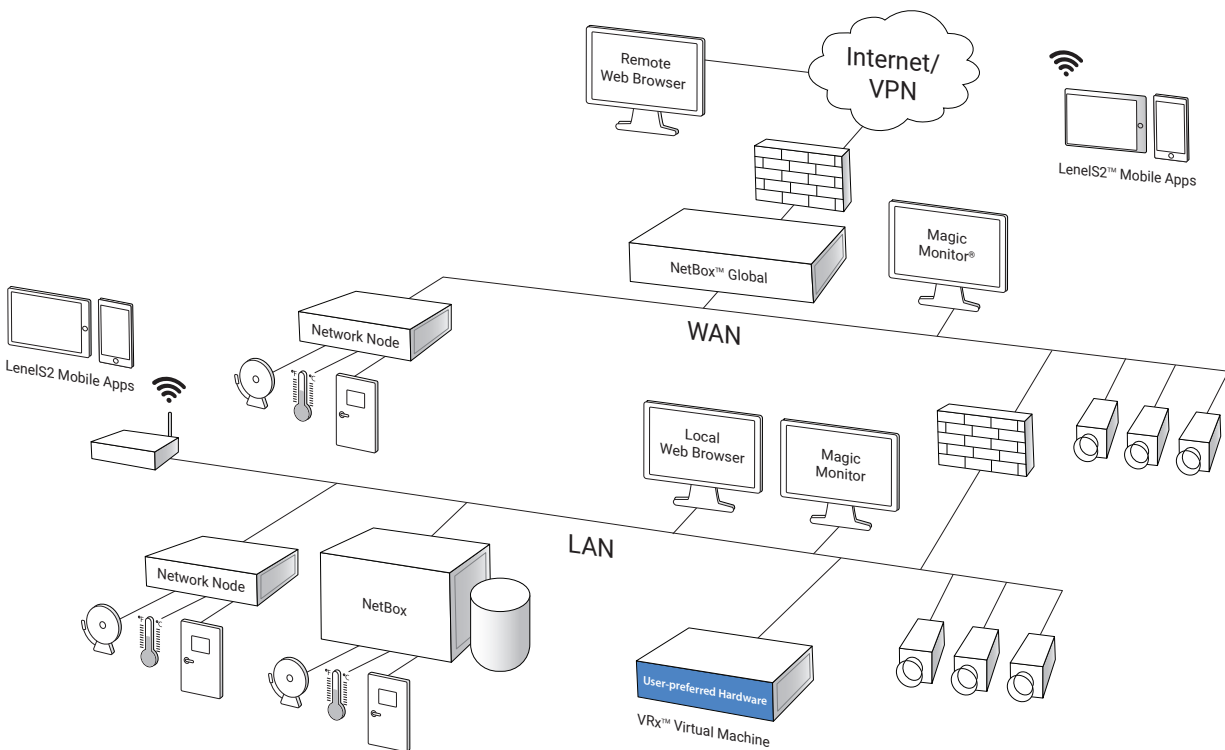 Remote
Web Browser
Internet/
VPN
LenelS2™ Mobile Apps
NetBox™ Global
Magic
Monitor®
WAN
Network Node
°F
°C
LenelS2 Mobile Apps
Local
Web Browser
Magic
Monitor
LAN
Network Node
°F
°C
NetBox
°F
°C
User-preferred Hardware
VRx™ Virtual Machine